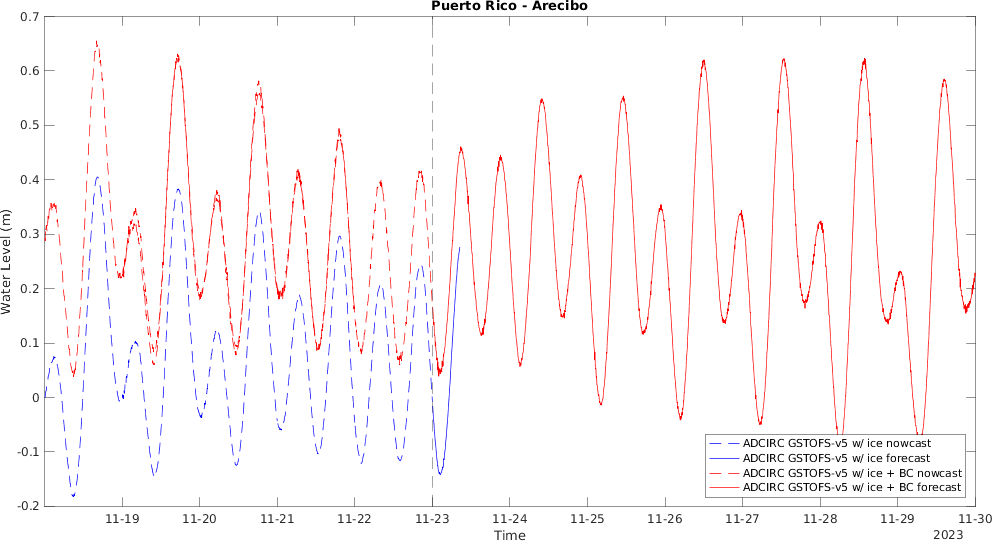 Puerto Rico - Arecibo
0.7
0.6
0.5
0.4
0.3
0.2
0.1
0
-0.1
-0.2
Water Level (m)
ADCIRC GSTOFS-v5 w/ ice nowcast
ADCIRC GSTOFS-v5 w/ ice forecast
ADCIRC GSTOFS-v5 w/ ice + BC nowcast
ADCIRC GSTOFS-v5 w/ ice + BC forecast
11-19 11-20 11-21 11-22 11-23 11-24 11-25 11-26 11-27 11-28 11-29 11-30
Time
2023